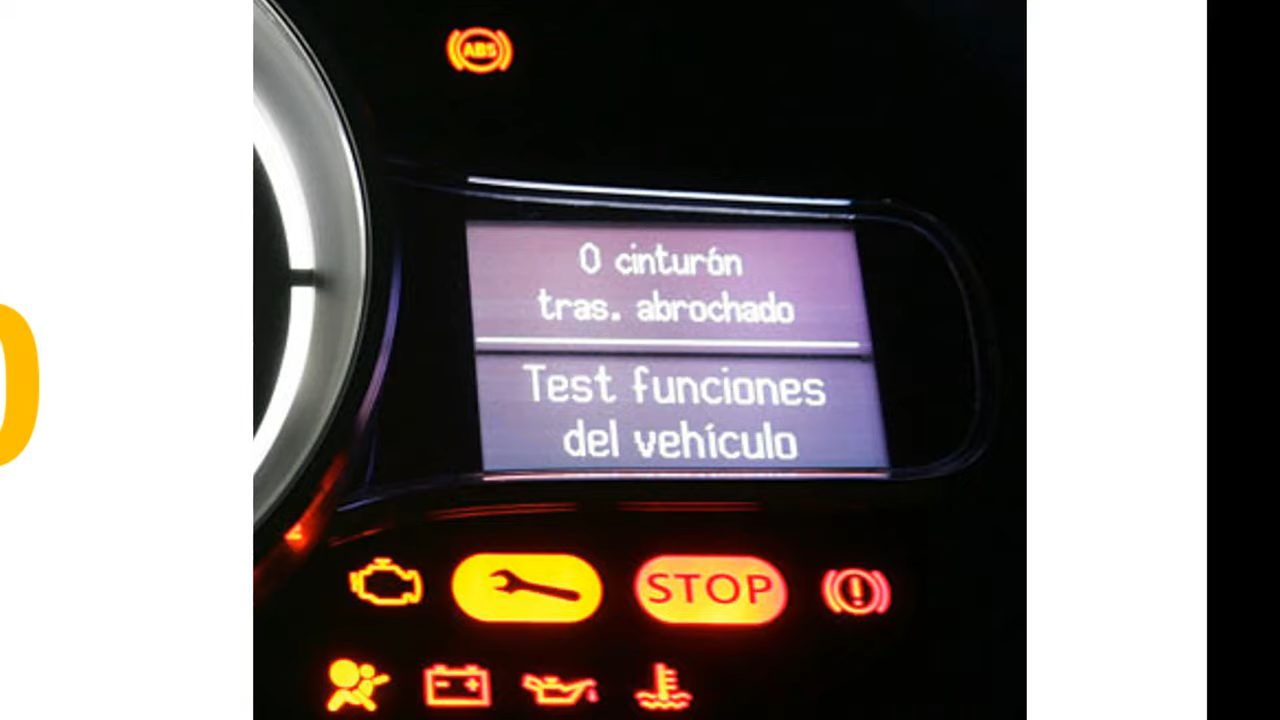 ABS
0 cinturón
tras. abrochado
Test funciones
del vehículo
STOP